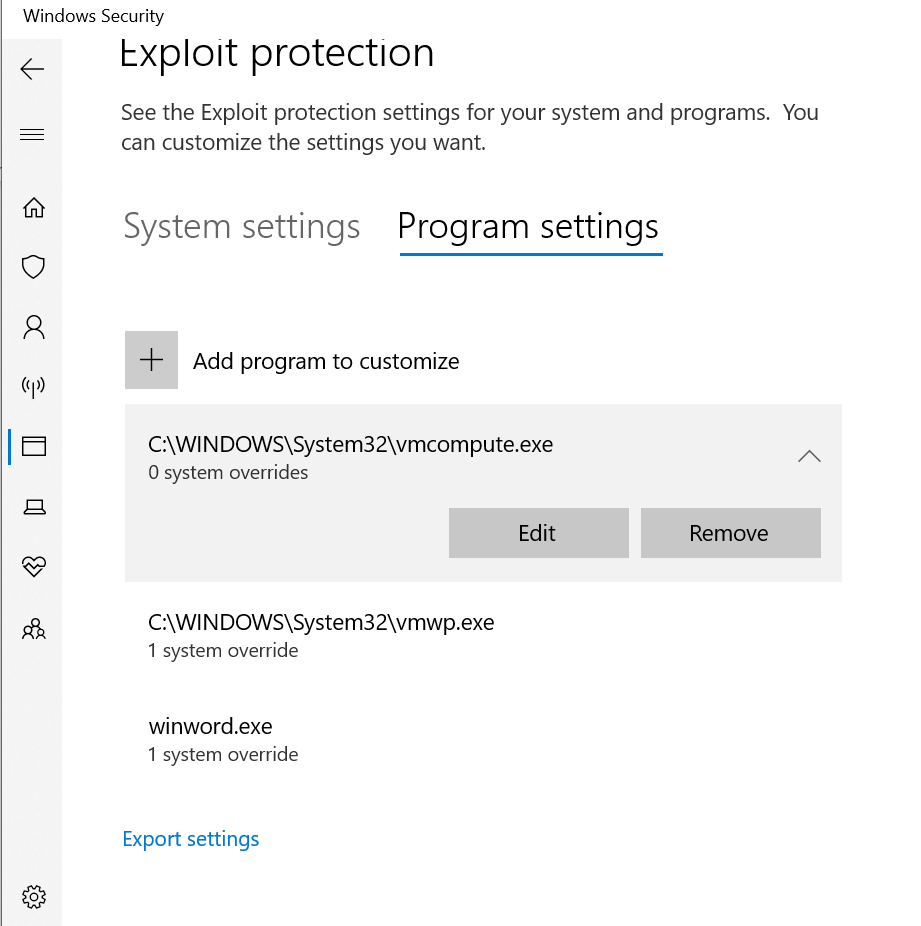 Windows Security
Exploit protection
See the Exploit protection settings for your system and programs.  You
can customize the settings you want.
System settings
Program settings
Add program to customize
C:\WINDOWS\System32\vmcompute.exe
0 system overrides
Edit
Remove
C:\WINDOWS\System32\vmwp.exe
1 system override
winword.exe
1 system override
Export settings